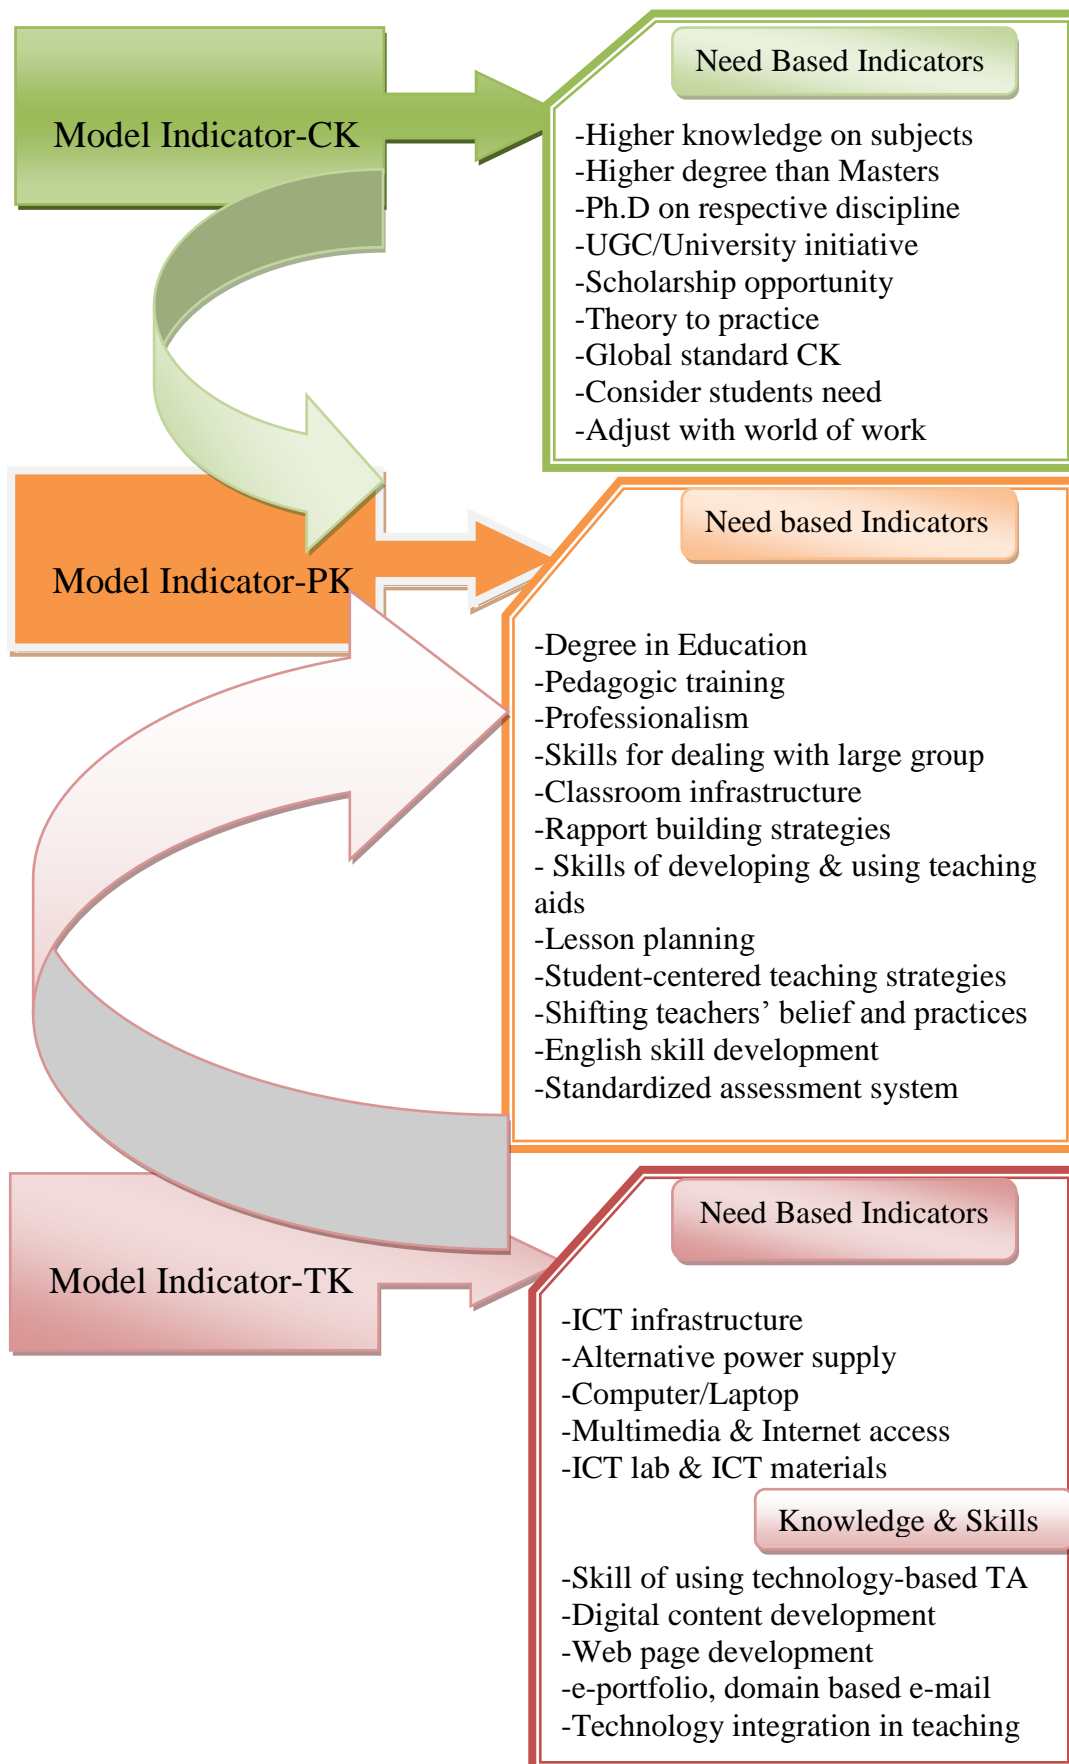 Model Indicator-CK
Need Based Indicators
-Higher knowledge on subjects
-Higher degree than Masters
-Ph.D on respective discipline
-UGC/University initiative
-Scholarship opportunity
-Theory to practice
-Global standard CK
-Consider students need
-Adjust with world of work
Model Indicator-PK
Need based Indicators
-Degree in Education
-Pedagogic training
-Professionalism
-Skills for dealing with large group
-Classroom infrastructure
-Rapport building strategies
- Skills of developing & using teaching
aids
-Lesson planning
-Student-centered teaching strategies
-Shifting teachers’ belief and practices
-English skill development
-Standardized assessment system
Model Indicator-TK
Need Based Indicators
-ICT infrastructure
-Alternative power supply
-Computer/Laptop
-Multimedia & Internet access
-ICT lab & ICT materials
Knowledge & Skills
-Skill of using technology-based TA
-Digital content development
-Web page development
-e-portfolio, domain based e-mail
-Technology integration in teaching